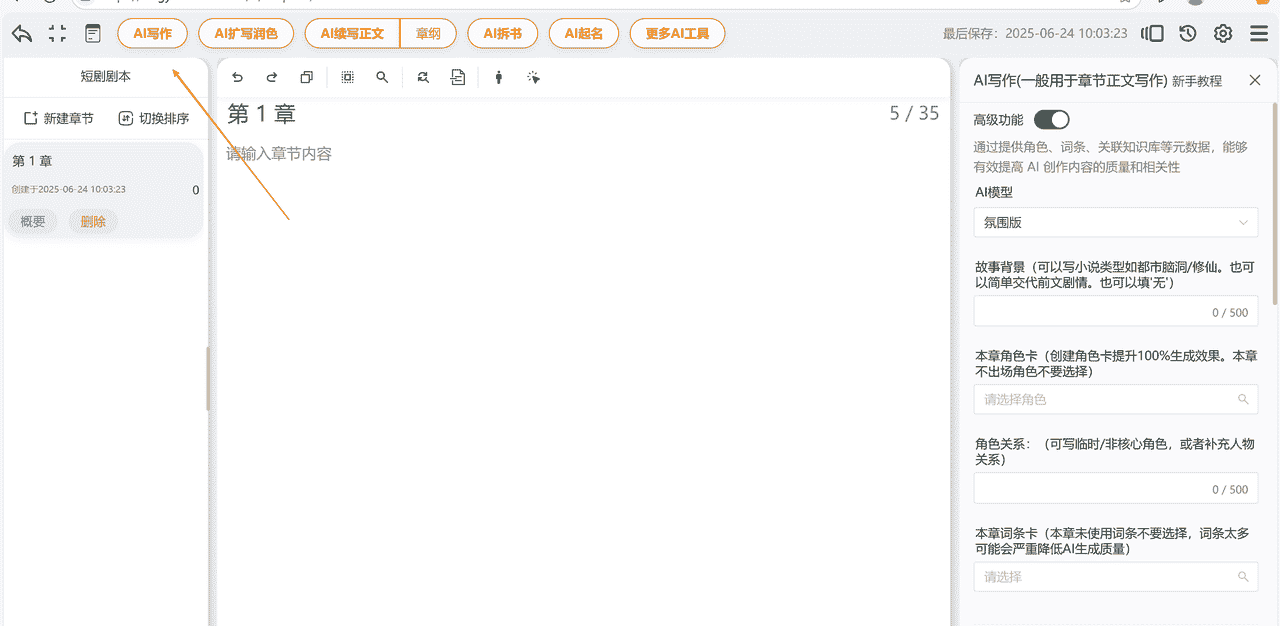 AI写作 AI扩写润色 AI续写正文 章纲 AI拆书 AI起名 更多AI工具 最后保存：2025-06-24 10:03:23
短剧剧本
新建章节 切换排序
第 1 章
创建于2025-06-24 10:03:23 0
概要 删除
第 1 章 5 / 35
请输入章节内容
AI写作(一般用于章节正文写作) 新手教程
高级功能
通过提供角色、词条、关联知识库等元数据，能够
有效提高 AI 创作内容的质量和相关性
AI模型
氛围版
故事背景（可以写小说类型如都市脑洞/修仙。也可
以简单交代前文剧情。也可以填'无'）
0 / 500
本章角色卡（创建角色卡提升100%生成效果。本章
不出场角色不要选择）
请选择角色
角色关系：（可写临时/非核心角色，或者补充人物
关系）
0 / 500
本章词条卡（本章未使用词条不要选择，词条太多
可能会严重降低AI生成质量）
请选择